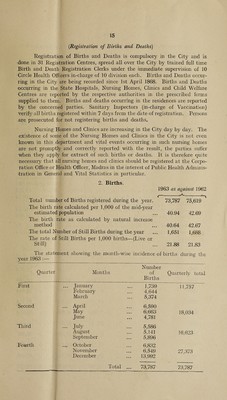 15
(Registration of Births and Deaths)
Registration of Births and Deaths is compulsory in the City and is
done in 31 Registration Centres, spread all over the City by trained full time
Birth and Death Registration Clerks under the immediate supervision of 10
Circle Health Officers in-charge of 10 division each. Births and Deaths occur-
ring in the City are being recorded since 1st April 1868. Births and Deaths
occurring in the State Hospitals, Nursing Homes, Clinics and Child Welfare
Centres are reported by the respective authorities in the prescribed forms
supplied to them. Births and deaths occurring in the residences are reported
by the concerned parties. Sanitary Inspectors (in-charge of Vaccination)
verify all births registered within 7 days from the date of registration. Persons
are prosecuted for not registering births and deaths.
Nursing Homes and Clinics are increasing in the City day by day. The
existence of some of the Nursing Homes and Clinics in the City is not even
known to this department and vital events occurring in such nursing homes
are not promptly and correctly reported with the result, the parties suffer
when they apply for extract of such births or deaths. It is therefore quite
necessary that all nursing homes and clinics should be registered at the Corpo-
ration Office or Health Officer, Madras in the interest of Public Health Adminis-
tration in General and Vital Statistics in particular.
2. Births.
1963 as against 1962
Total number of Births registered during the year. 73,787 75,619
The birth rate calculated per 1,000 of the mid-year
estimated population ... 40.94 42.69
The birth rate as calculated by natural increase
method ... 40.64 42.67
The total Number of Still Births during the year ... 1,651 1,668
The rate of Still Births per 1,000 births—(Live or
Still) ... 21.88 21.83
The statement showing the month-wise incidence of births during the
year 1963:—
Quarter Months Number of Births Quarterly total
First ... January ... 1,739 11,757
February ... 4,644
March ... 5,374
Second ... April ... 6,590
May ... 6,663 18,034
June ... 4,781
Third ... July ... 5,586
August ... 5,141 16,623
September ... 5,896
Fourth ... October ... 6,832
November ... 6,549 27,373
December ... 13,992
Total ... 73,787 73,787